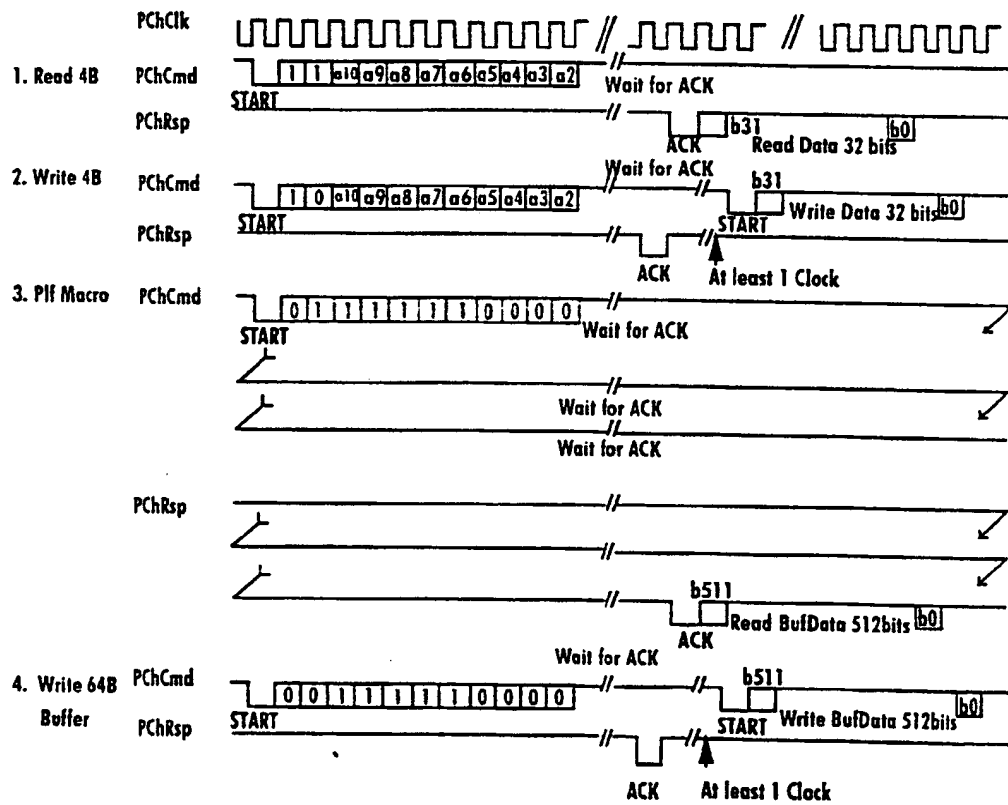 PChClk
1. Read 4B PChCmd 1 1 a10 a9 a8 a7 a6 a5 a4 a3 a2 Wait for ACK
START
PChRsp ACK b31 Read Data 32 bits b0
Wait for ACK
2. Write 4B PChCmd 1 0 a10 a9 a8 a7 a6 a5 a4 a3 a2 b31 Write Data 32 bits b0
START START
PChRsp ACK At least 1 Clock
3. Plf Macro PChCmd 0 1 1 1 1 1 1 0 0 0 0 Wait for ACK
START
Wait for ACK
Wait for ACK
PChRsp
b511
ACK Read BufData 512bits b0
Wait for ACK
4. Write 64B PChCmd 0 0 1 1 1 1 1 0 0 0 0 b511
Buffer START START Write BufData 512bits b0
PChRsp
ACK At least 1 Clock